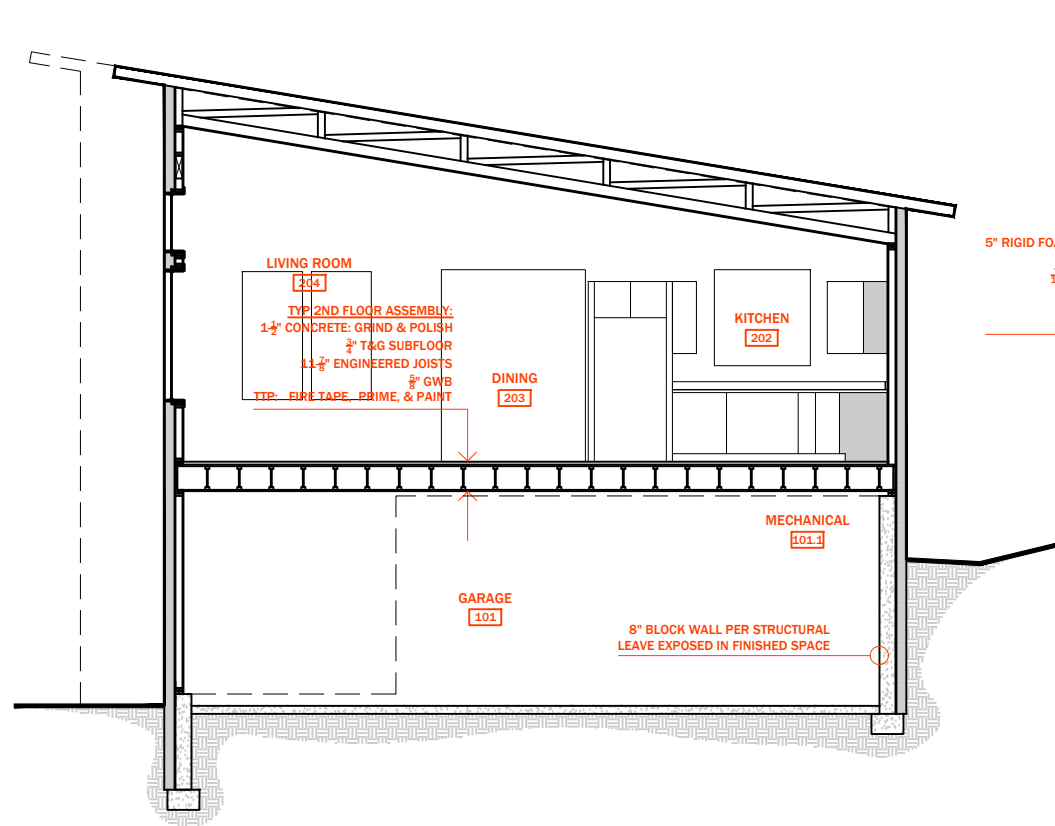 5" RIGID FO
LIVING ROOM
204
TYP 2ND FLOOR ASSEMBLY:
1-1/2" CONCRETE: GRIND & POLISH
3/4" T&G SUBFLOOR
11-7/8" ENGINEERED JOISTS
5/8" GWB
TTP: FIRE TAPE, PRIME, & PAINT
KITCHEN
202
DINING
203
MECHANICAL
101.1
GARAGE
101
8" BLOCK WALL PER STRUCTURAL
LEAVE EXPOSED IN FINISHED SPACE